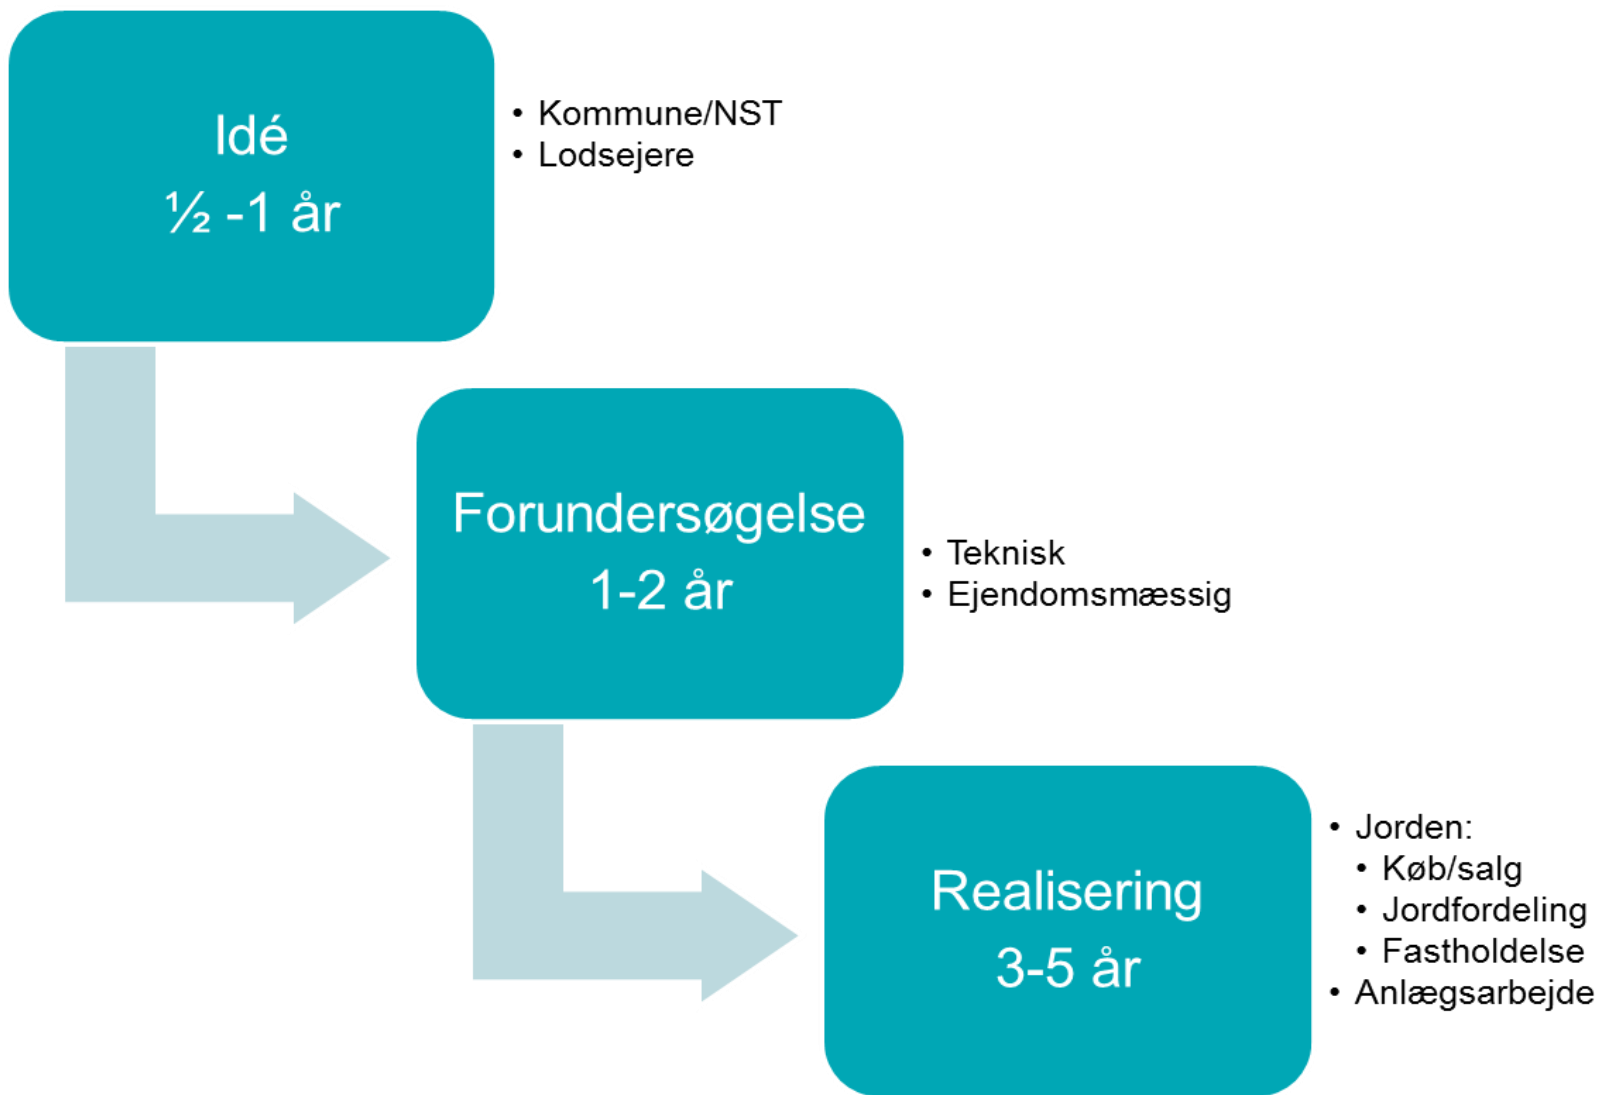 Idé
½ -1 år
• Kommune/NST
• Lodsejere
Forundersøgelse
1-2 år
• Teknisk
• Ejendomsmæssig
Realisering
3-5 år
• Jorden:
• Køb/salg
• Jordfordeling
• Fastholdelse
• Anlægsarbejde